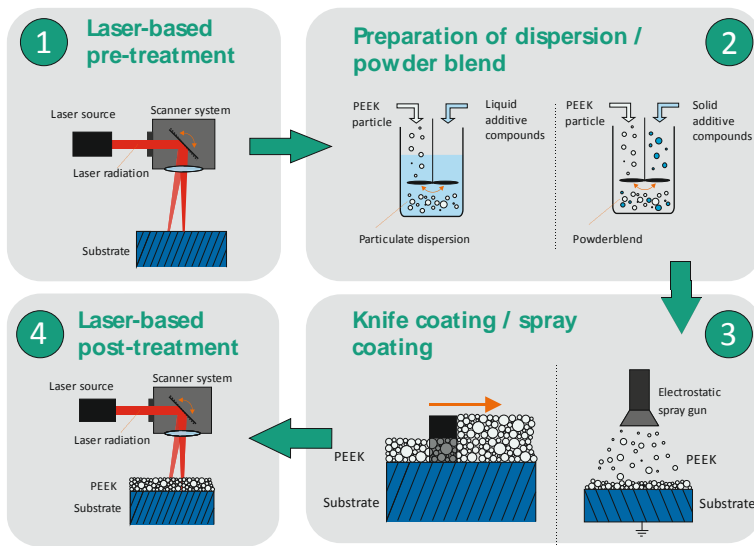 1
Laser-based
pre-treatment
Laser source
Scanner system
Laser radiation
Substrate
Preparation of dispersion /
powder blend
2
PEEK
particle
Liquid
additive
compounds
Particulate dispersion
PEEK
particle
Solid
additive
compounds
Powderblend
Knife coating / spray
coating
3
PEEK
Substrate
Electrostatic
spray gun
PEEK
Substrate
4
Laser-based
post-treatment
Laser source
Scanner system
Laser radiation
PEEK
Substrate